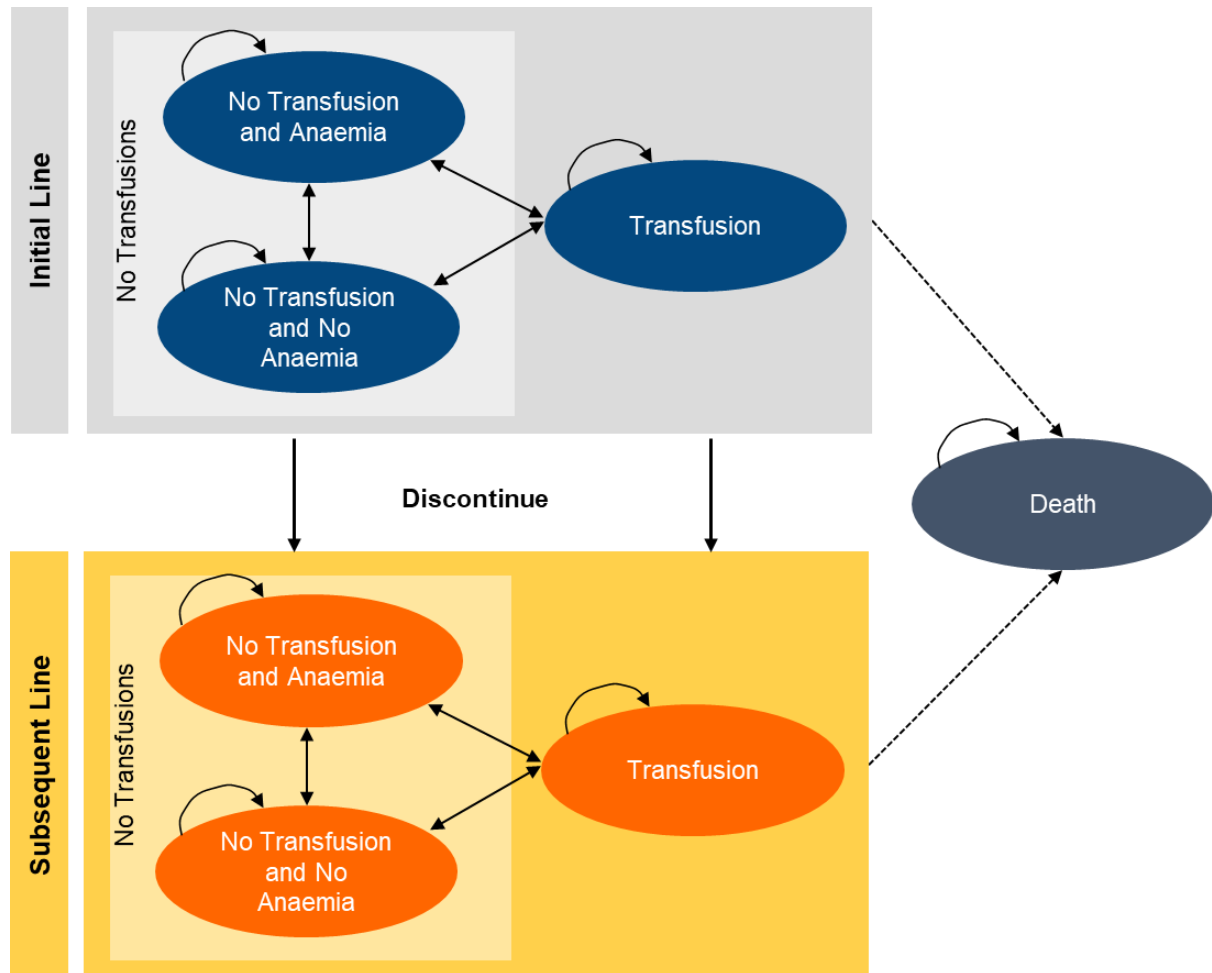 Initial Line
No Transfusions
No Transfusion
and Anaemia
No Transfusion
and No
Anaemia
Transfusion
Discontinue
Death
Subsequent Line
No Transfusions
No Transfusion
and Anaemia
No Transfusion
and No
Anaemia
Transfusion